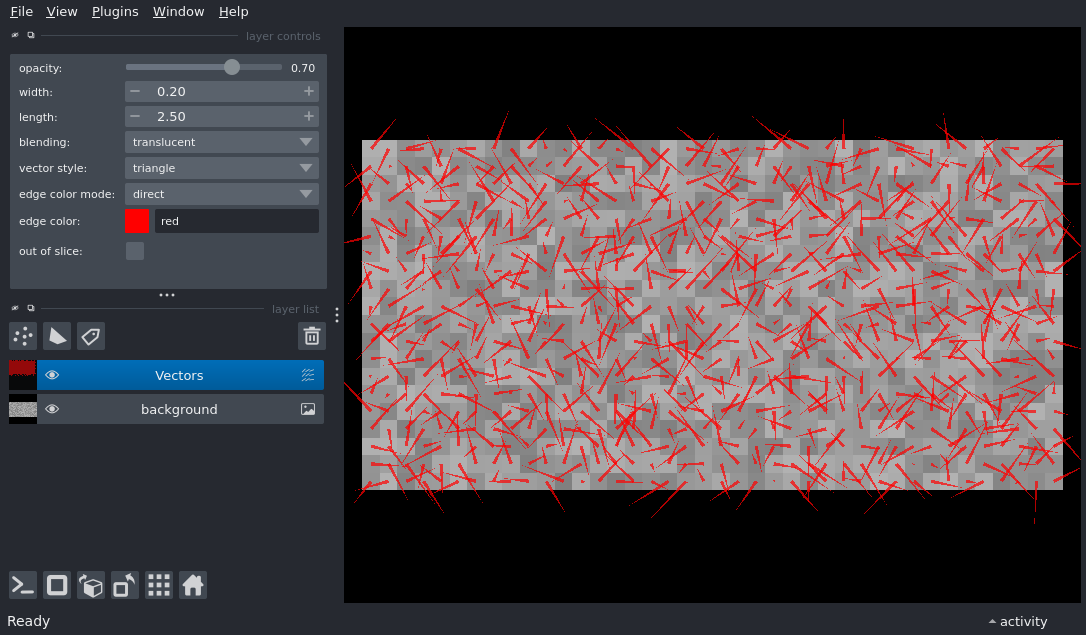 File View Plugins Window Help
layer controls
opacity: 0.70
width: 0.20
length: 2.50
blending: translucent
vector style: triangle
edge color mode: direct
edge color: red
out of slice:
layer list
Vectors
background
Ready
activity